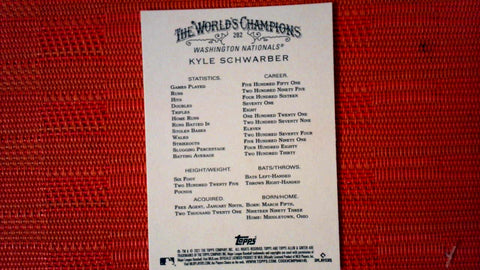 THE WORLD'S CHAMPIONS
202
WASHINGTON NATIONALS®
KYLE SCHWARBER
STATISTICS.
GAMES PLAYED
RUNS
HITS
DOUBLES
TRIPLES
HOME RUNS
RUNS BATTED IN
STOLEN BASES
WALKS
STRIKEOUTS
SLUGGING PERCENTAGE
BATTING AVERAGE
CAREER.
FIVE HUNDRED FIFTY ONE
TWO HUNDRED NINETY FIVE
FOUR HUNDRED SIXTEEN
SEVENTY ONE
EIGHT
ONE HUNDRED TWENTY ONE
TWO HUNDRED SEVENTY NINE
ELEVEN
TWO HUNDRED SEVENTY FOUR
FIVE HUNDRED NINETY ONE
FOUR HUNDRED EIGHTY
TWO HUNDRED THIRTY
HEIGHT/WEIGHT.
SIX FOOT
TWO HUNDRED TWENTY FIVE
POUNDS
BATS/THROWS.
BATS LEFT-HANDED
THROWS RIGHT-HANDED
ACQUIRED.
FREE AGENT, JANUARY NINTH,
TWO THOUSAND TWENTY ONE
BORN/HOME.
BORN: MARCH FIFTH,
NINETEEN NINETY THREE
HOME: MIDDLETOWN, OHIO
Topps